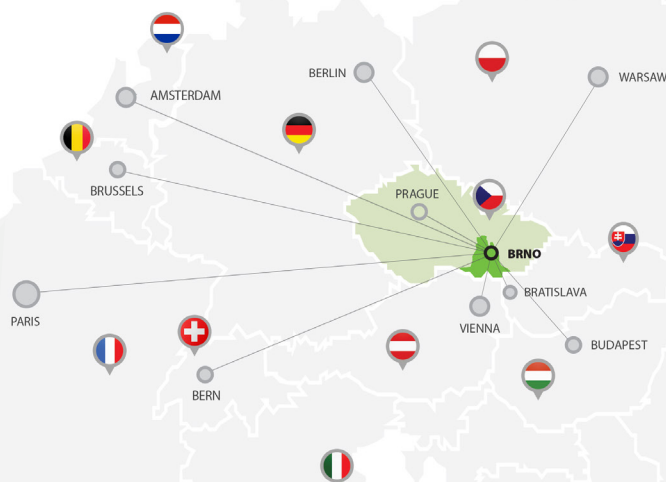 BERLIN
WARSAW
AMSTERDAM
BRUSSELS
PRAGUE
BRNO
BRATISLAVA
PARIS
VIENNA
BUDAPEST
BERN